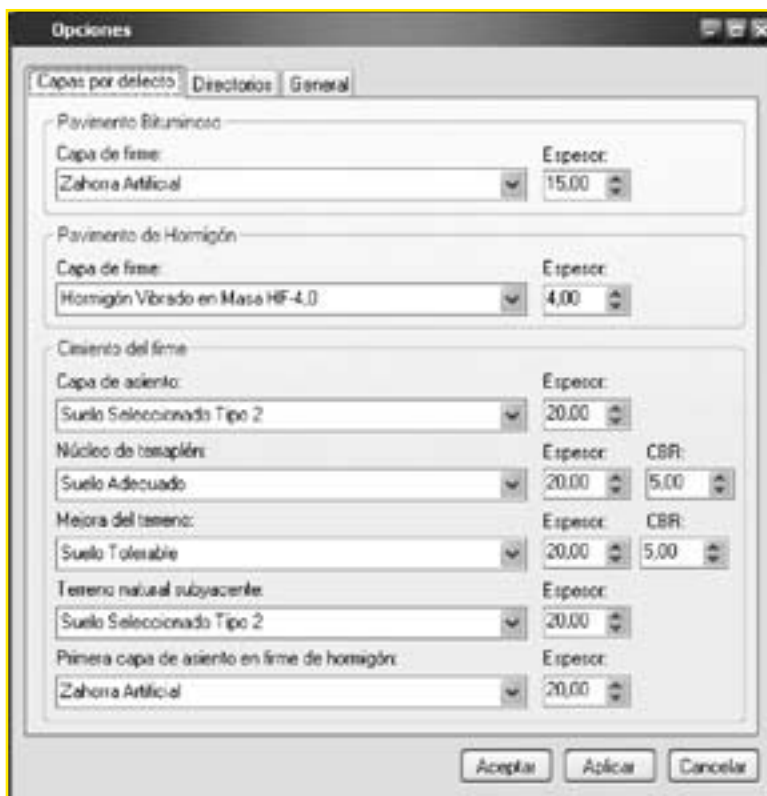 Opciones
Capas por defecto Directorios General
Pavimento Bituminoso
Capa de firme: Espesor:
Zahorra Artificial 15,00
Pavimento de Hormigón
Capa de firme: Espesor:
Hormigón Vibrado en Masa HF-4,0 4,00
Cimiento del firme
Capa de asiento: Espesor:
Suelo Seleccionado Tipo 2 20,00
Núcleo de terraplén: Espesor: CBR:
Suelo Adecuado 20,00 5,00
Mejora del terreno: Espesor: CBR:
Suelo Tolerable 20,00 5,00
Terreno natural subyacente: Espesor:
Suelo Seleccionado Tipo 2 20,00
Primera capa de asiento en firme de hormigón: Espesor:
Zahorra Artificial 20,00
Aceptar Aplicar Cancelar